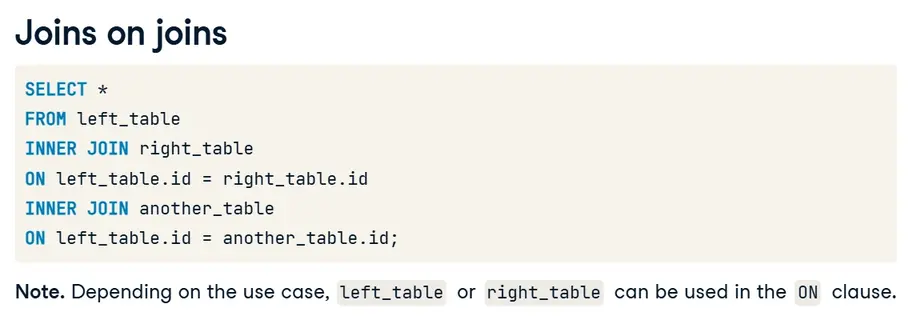 Joins on joins
SELECT *
FROM left_table
INNER JOIN right_table
ON left_table.id = right_table.id
INNER JOIN another_table
ON left_table.id = another_table.id;
Note. Depending on the use case, left_table or right_table can be used in the ON clause.